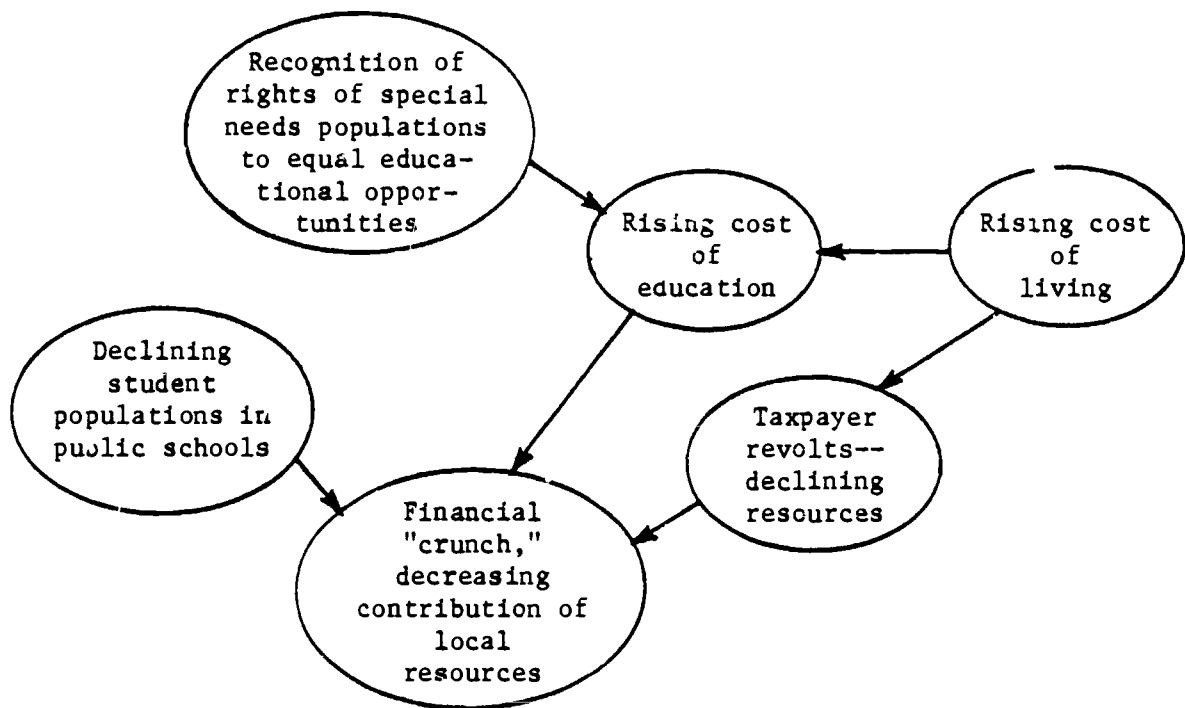 Recognition of
rights of special
needs populations
to equal educa-
tional oppor-
tunities
Rising cost
of
education
Rising cost
of
living
Declining
student
populations in
public schools
Taxpayer
revolts--
declining
resources
Financial
"crunch,"
decreasing
contribution of
local
resources